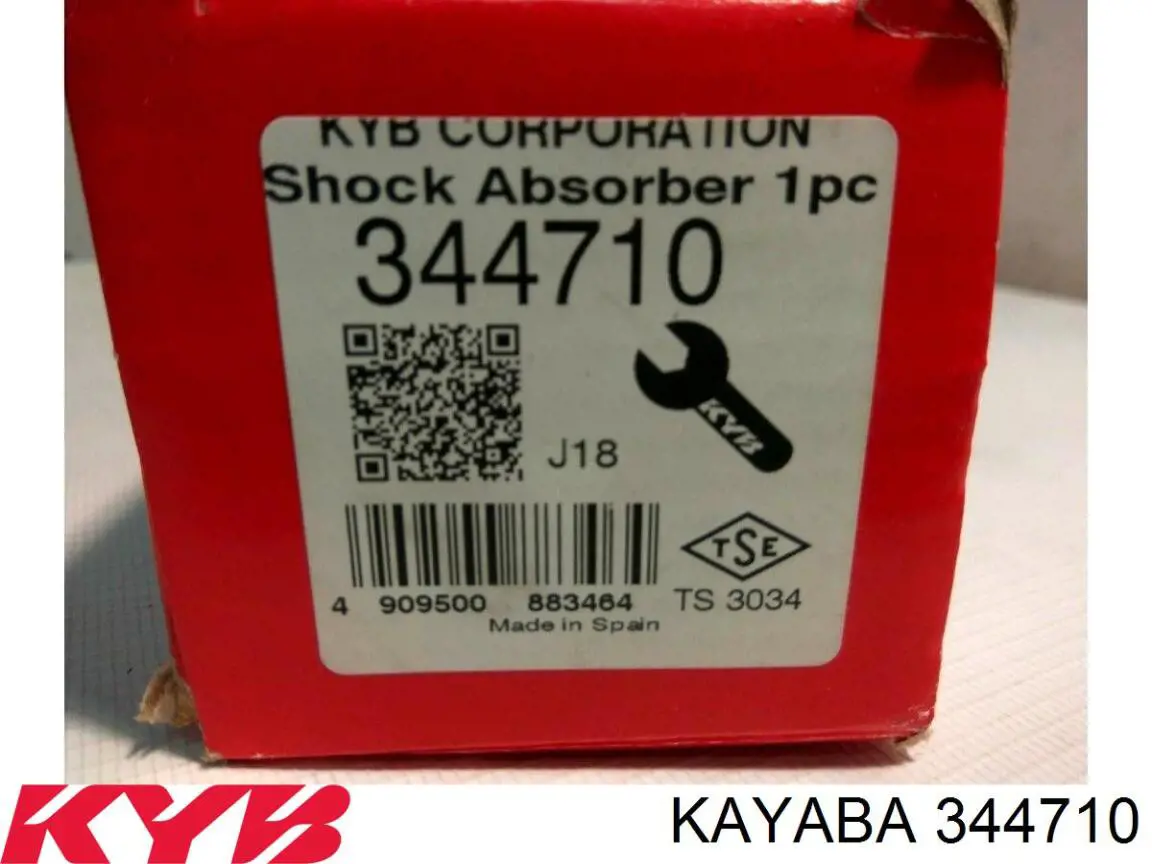 KYB CORPORATION
Shock Absorber 1pc
344710
KYB
J18
TSE
4 909500 883464
TS 3034
Made in Spain
KYB
KAYABA 344710